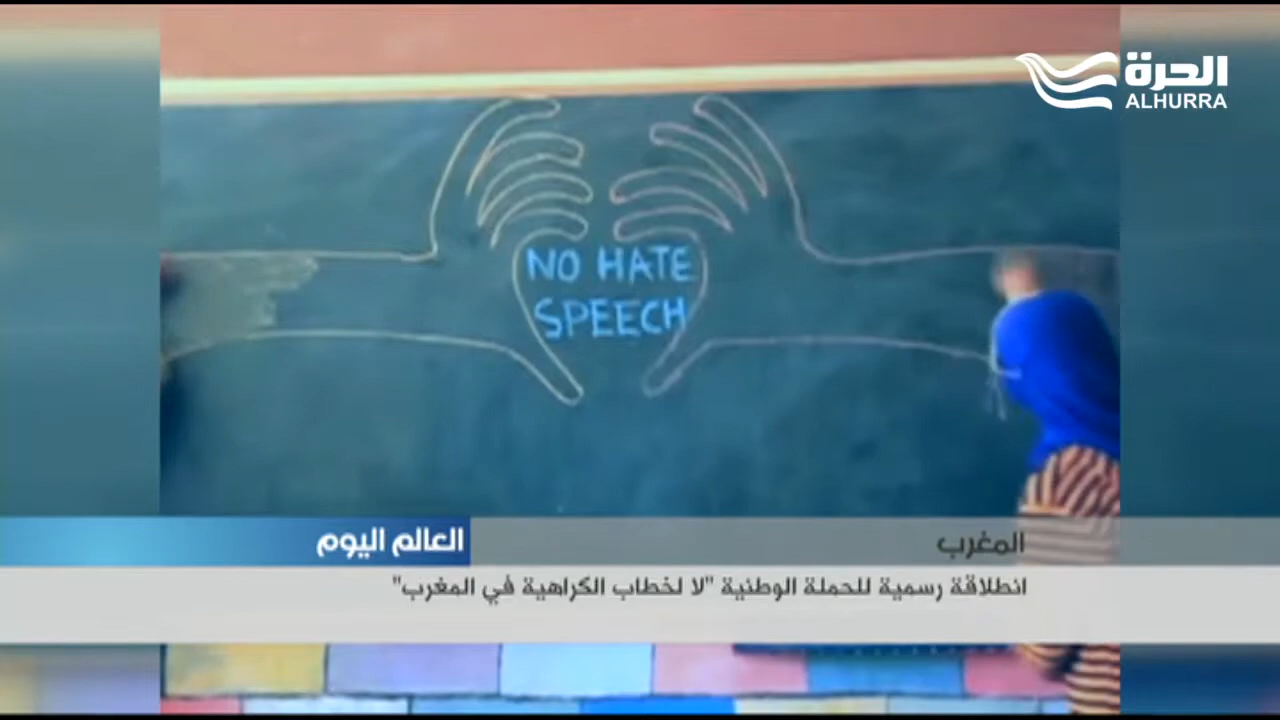 الحرة
ALHURRA
NO HATE
SPEECH
المغرب
العالم اليوم
انطلاقة رسمية للحملة الوطنية "لا لخطاب الكراهية في المغرب"